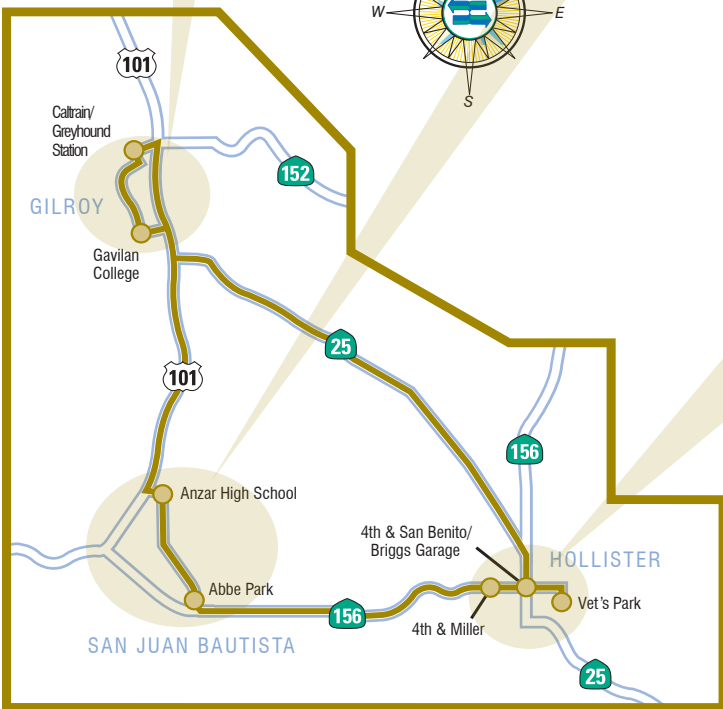 W
E
S
101
Caltrain/
Greyhound
Station
152
GILROY
Gavilan
College
25
101
156
Anzar High School
4th & San Benito/
Briggs Garage
HOLLISTER
Abbe Park
Vet's Park
156
4th & Miller
SAN JUAN BAUTISTA
25